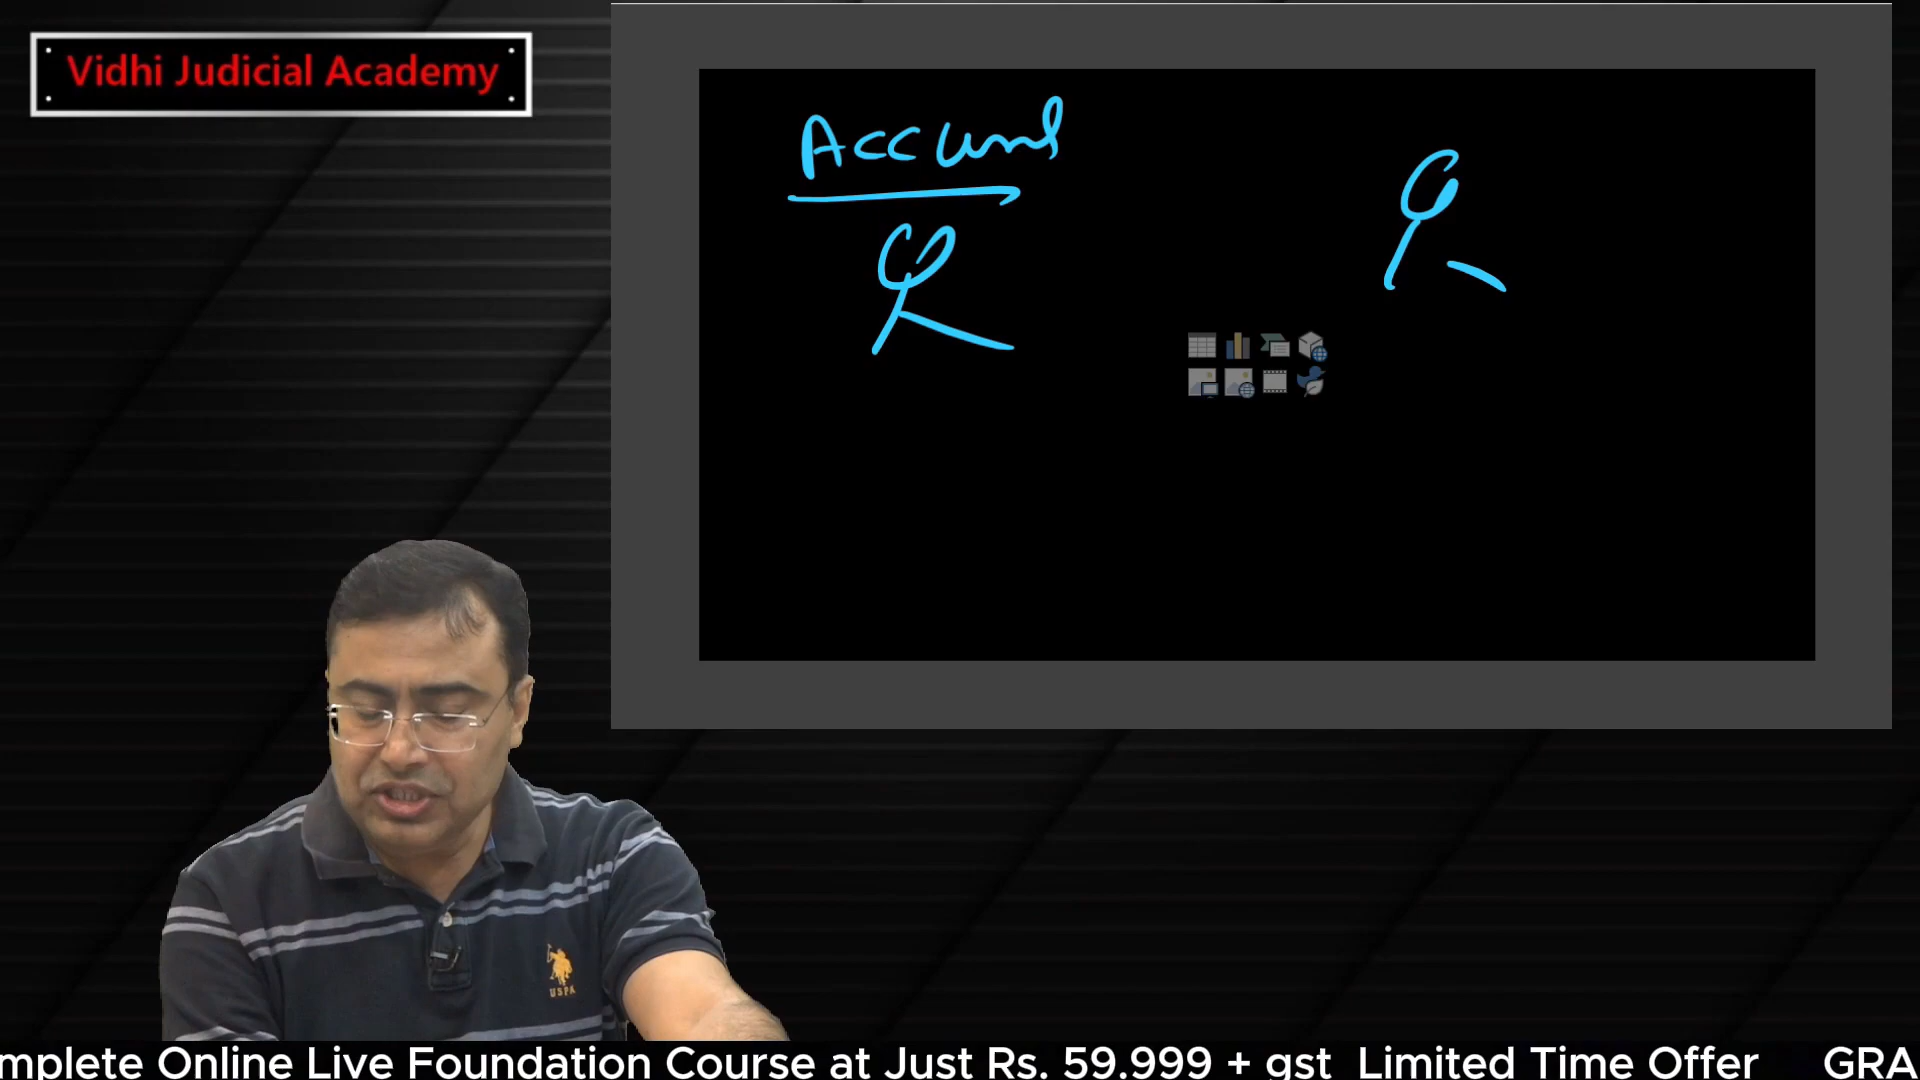 Vidhi Judicial Academy
Accused
USPA
mplete Online Live Foundation Course at Just Rs. 59.999 + gst Limited Time Offer GRA